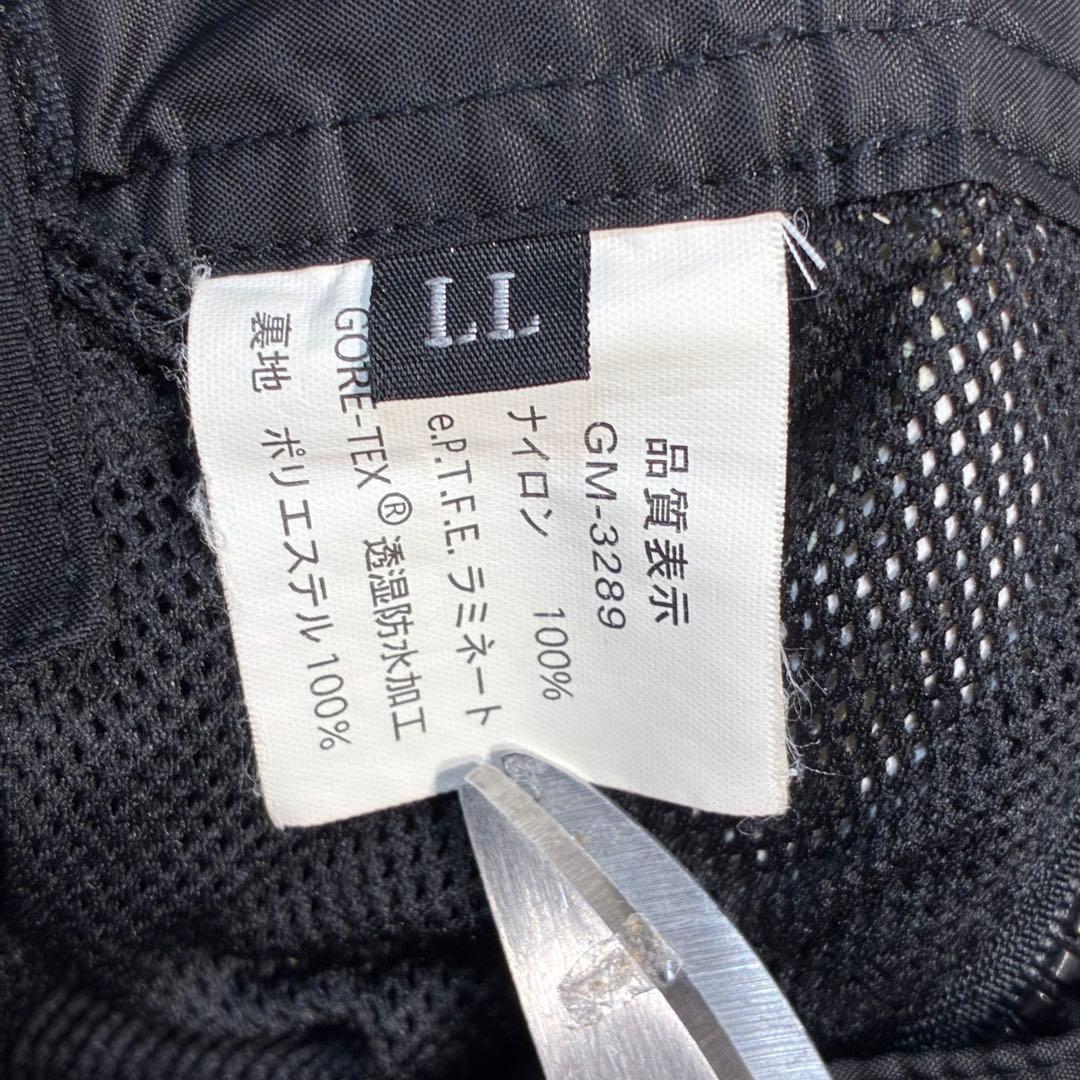 LL
品質表示
GM-3289
ナイロン 100%
e.P.T.F.E.ラミネート
GORE-TEX®透湿防水加工
裏地 ポリエステル100%